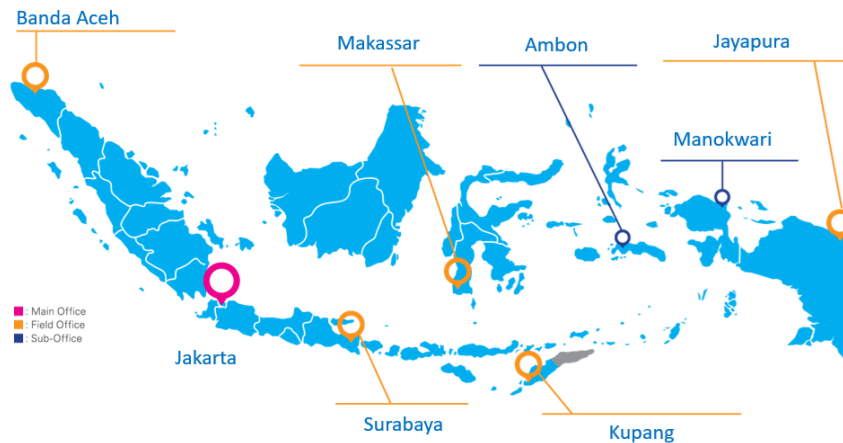 Banda Aceh
Makassar
Ambon
Jayapura
Manokwari
: Main Office
: Field Office
: Sub-Office
Jakarta
Surabaya
Kupang